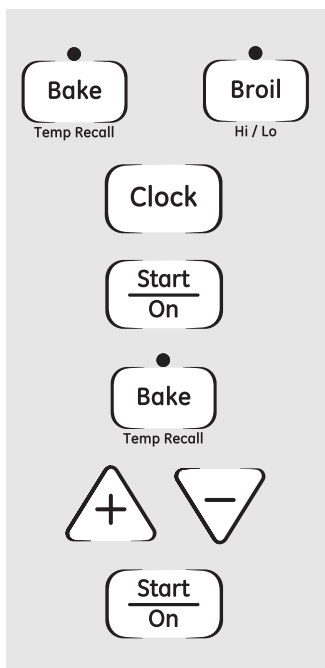 Bake Broil
Temp Recall Hi / Lo
Clock
Start
On
Bake
Temp Recall
+ −
Start
On